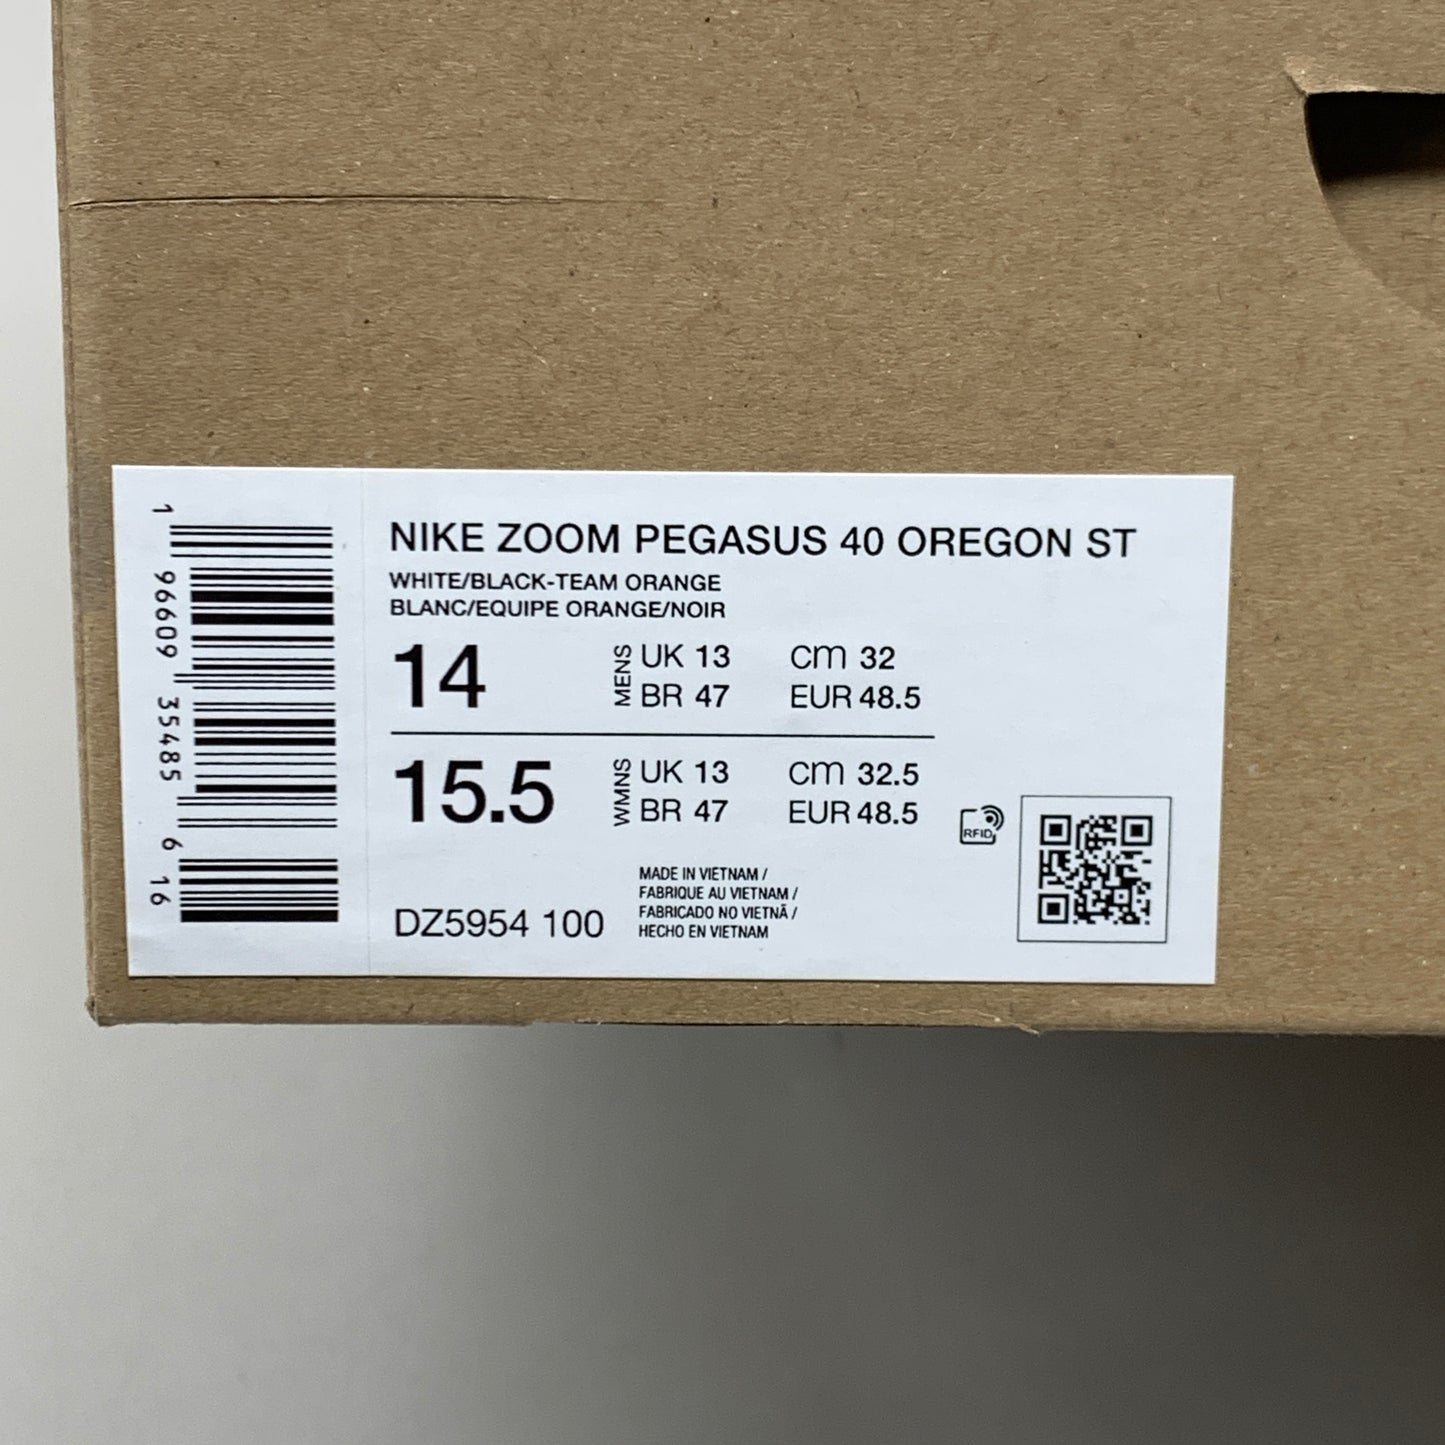 1 96609 35485 6 16
NIKE ZOOM PEGASUS 40 OREGON ST
WHITE/BLACK-TEAM ORANGE
BLANC/EQUIPE ORANGE/NOIR
14 MENS UK 13 cm 32
BR 47 EUR 48.5
15.5 WMNS UK 13 cm 32.5
BR 47 EUR 48.5
RFID
DZ5954 100
MADE IN VIETNAM /
FABRIQUE AU VIETNAM /
FABRICADO NO VIETNÃ /
HECHO EN VIETNAM